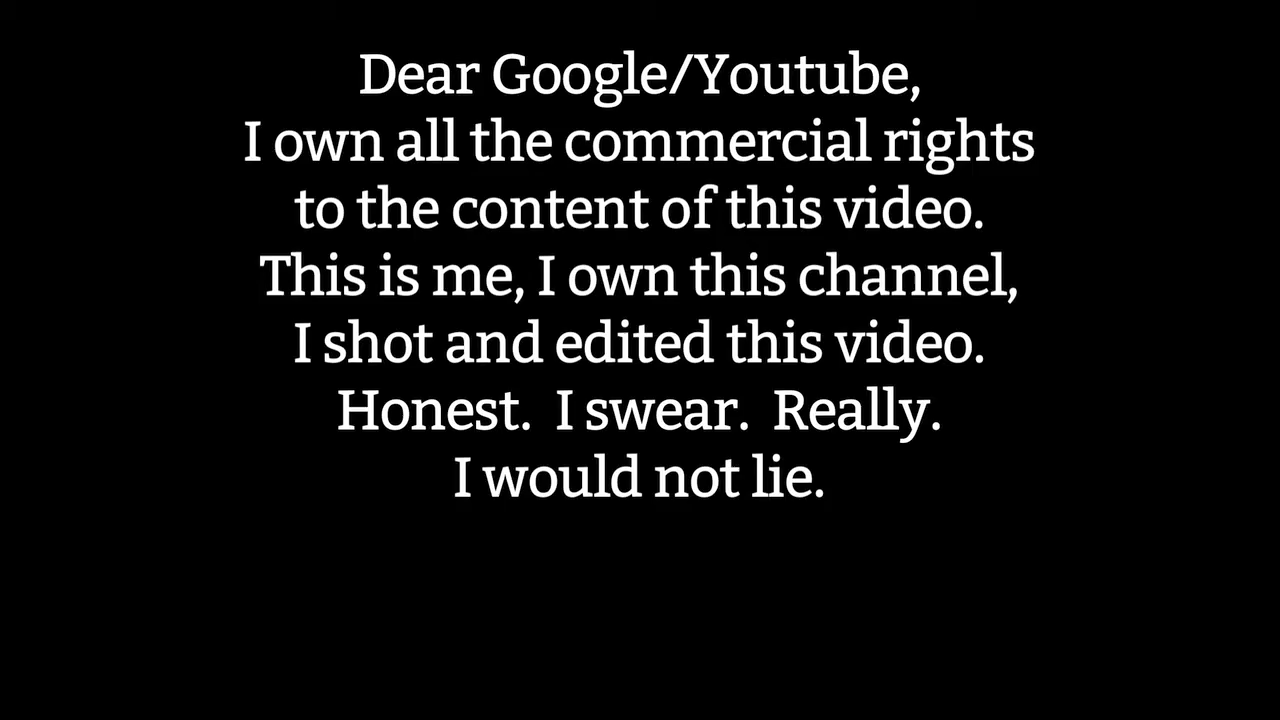 Dear Google/Youtube,
I own all the commercial rights
to the content of this video.
This is me, I own this channel,
I shot and edited this video.
Honest.  I swear.  Really.
I would not lie.